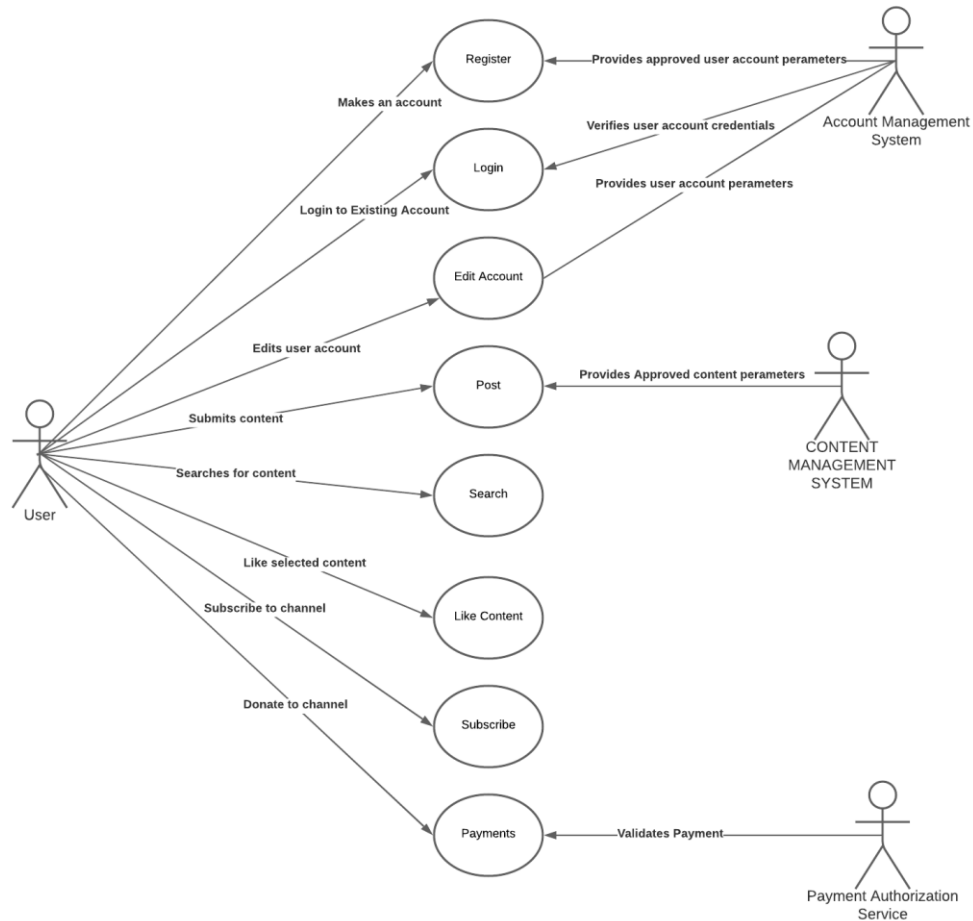 Register
Provides approved user account perameters
Account Management
System
Makes an account
Verifies user account credentials
Login
Provides user account perameters
Login to Existing Account
Edit Account
Edits user account
Provides Approved content perameters
Post
Submits content
CONTENT
MANAGEMENT
SYSTEM
Searches for content
Search
User
Like selected content
Like Content
Subscribe to channel
Donate to channel
Subscribe
Payments
Validates Payment
Payment Authorization
Service